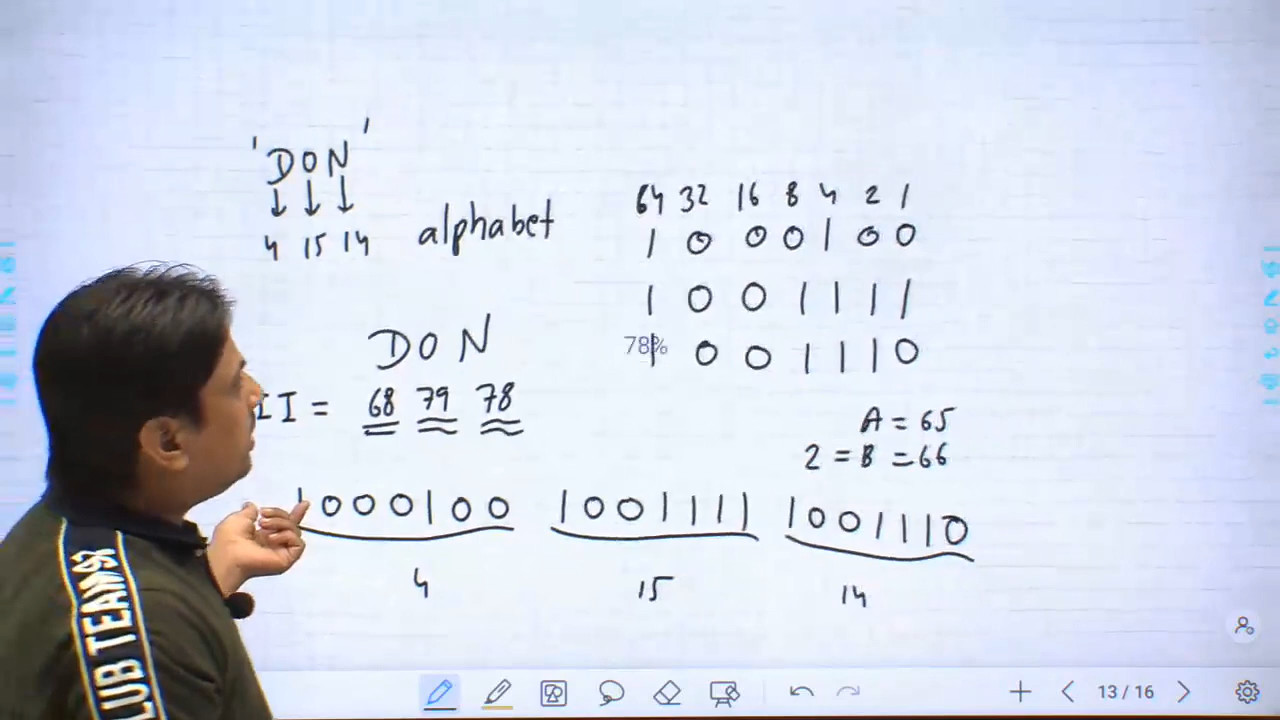 'DON'
4 15 14
alphabet
DON
II = 68 79 78
1000100 1001111 1001110
4 15 14
64 32 16 8 4 2 1
1 0 0 0 1 0 0
1 0 0 1 1 1 1
1 0 0 1 1 1 0
78%
A = 65
2 = B = 66
LUB TEAMS
13 / 16